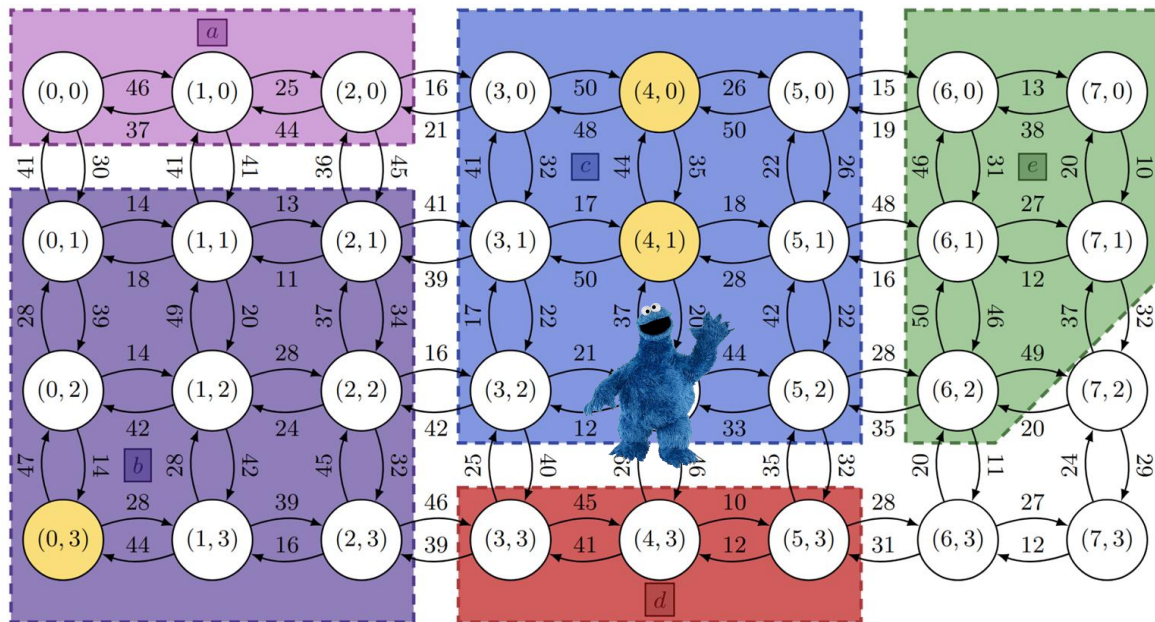 a
(0, 0) 46 (1, 0) 25 (2, 0) 16 (3, 0) 50 (4, 0) 26 (5, 0) 15 (6, 0) 13 (7, 0)
37 44 21 48 50 19 38
41 30 41 41 36 45 41 32 c 44 35 22 26 46 31 e 20 10
14 13 41 17 18 48 27
(0, 1) (1, 1) (2, 1) (3, 1) (4, 1) (5, 1) (6, 1) (7, 1)
18 11 39 50 28 16 12
28 39 49 20 37 34 17 22 37 20 42 22 50 46 37 32
14 28 16 21 44 28 49
(0, 2) (1, 2) (2, 2) (3, 2) (5, 2) (6, 2) (7, 2)
42 24 42 12 33 35 20
47 14 b 28 42 45 32 25 40 35 32 20 11 24 29
28 39 46 45 10 28 27
(0, 3) (1, 3) (2, 3) (3, 3) (4, 3) (5, 3) (6, 3) (7, 3)
44 16 39 41 12 31 12
d